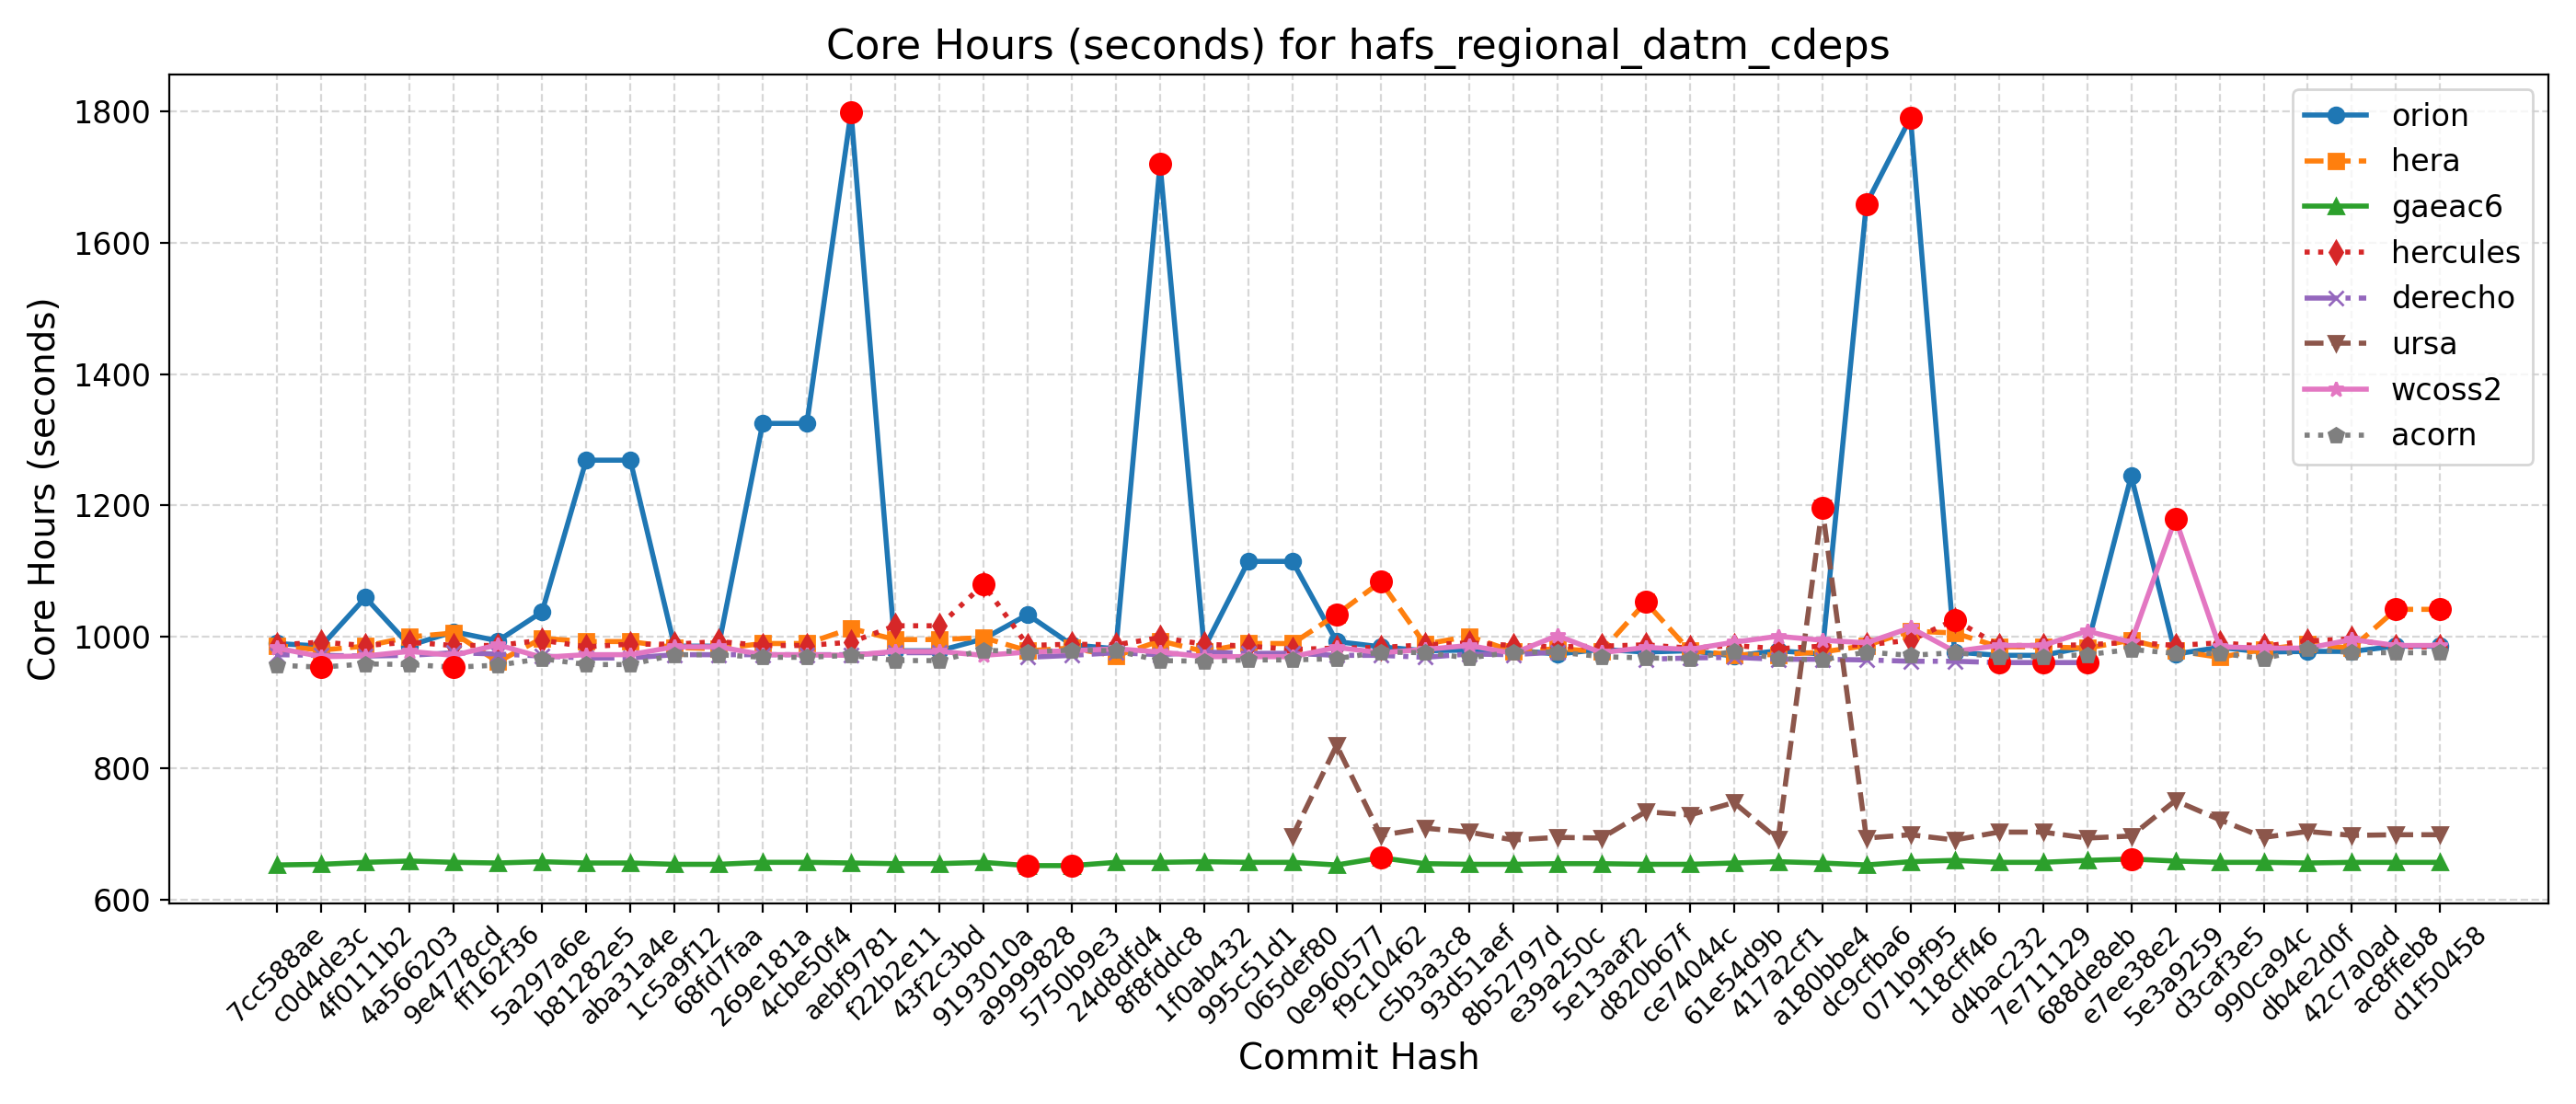 Core Hours (seconds) for hafs_regional_datm_cdeps
Core Hours (seconds)
1800
1600
1400
1200
1000
800
600
orion
hera
gaeac6
hercules
derecho
ursa
wcoss2
acorn
7cc588ae
c0d4de3c
4f0111b2
4a566203
9e4778cd
ff162f36
5a297a6e
b81282e5
aba31a4e
1c5a9f12
68fd7faa
269e181a
4cbe50f4
aebf9781
f22b2e11
43f2c3bd
9193010a
a9999828
5750b9e3
24d8dfd4
8f8fddc8
1f0ab432
995c51d1
065def80
0e960577
f9c10462
c5b3a3c8
93d51aef
8b52797d
e39a250c
5e13aaf2
d820b67f
ce74044c
61e54d9b
417a2cf1
a180bbe4
dc9cfba6
071b9f95
118cff46
d4bac232
7e711129
688de8eb
e7ee38e2
5e3a9259
d3caf3e5
990ca94c
db4e2d0f
42c7a0ad
ac8ffeb8
d1f50458
Commit Hash